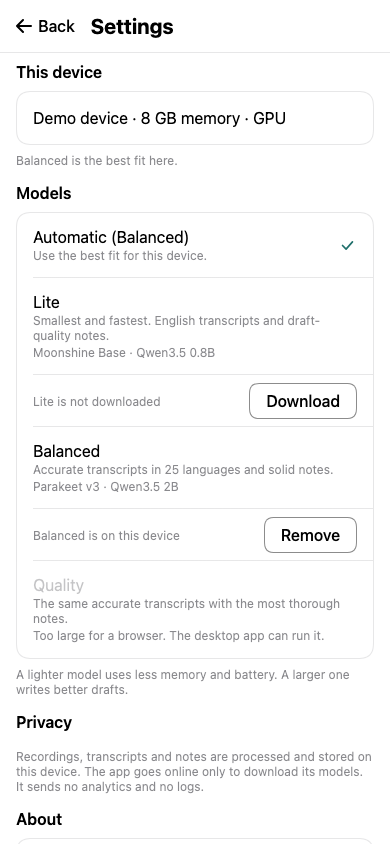 Back Settings
This device
Demo device · 8 GB memory · GPU
Balanced is the best fit here.
Models
Automatic (Balanced)
Use the best fit for this device.
Lite
Smallest and fastest. English transcripts and draft-
quality notes.
Moonshine Base · Qwen3.5 0.8B
Lite is not downloaded Download
Balanced
Accurate transcripts in 25 languages and solid notes.
Parakeet v3 · Qwen3.5 2B
Balanced is on this device Remove
Quality
The same accurate transcripts with the most thorough
notes.
Too large for a browser. The desktop app can run it.
A lighter model uses less memory and battery. A larger one
writes better drafts.
Privacy
Recordings, transcripts and notes are processed and stored on
this device. The app goes online only to download its models.
It sends no analytics and no logs.
About